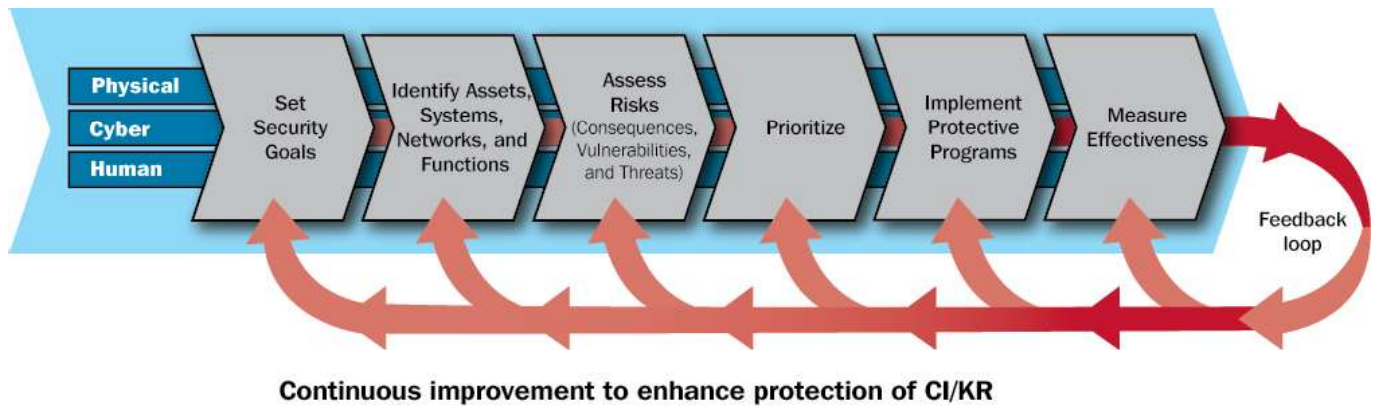 Physical
Cyber
Human
Set
Security
Goals
Identify Assets,
Systems,
Networks, and
Functions
Assess
Risks
(Consequences,
Vulnerabilities,
and Threats)
Prioritize
Implement
Protective
Programs
Measure
Effectiveness
Feedback
loop
Continuous improvement to enhance protection of CI/KR